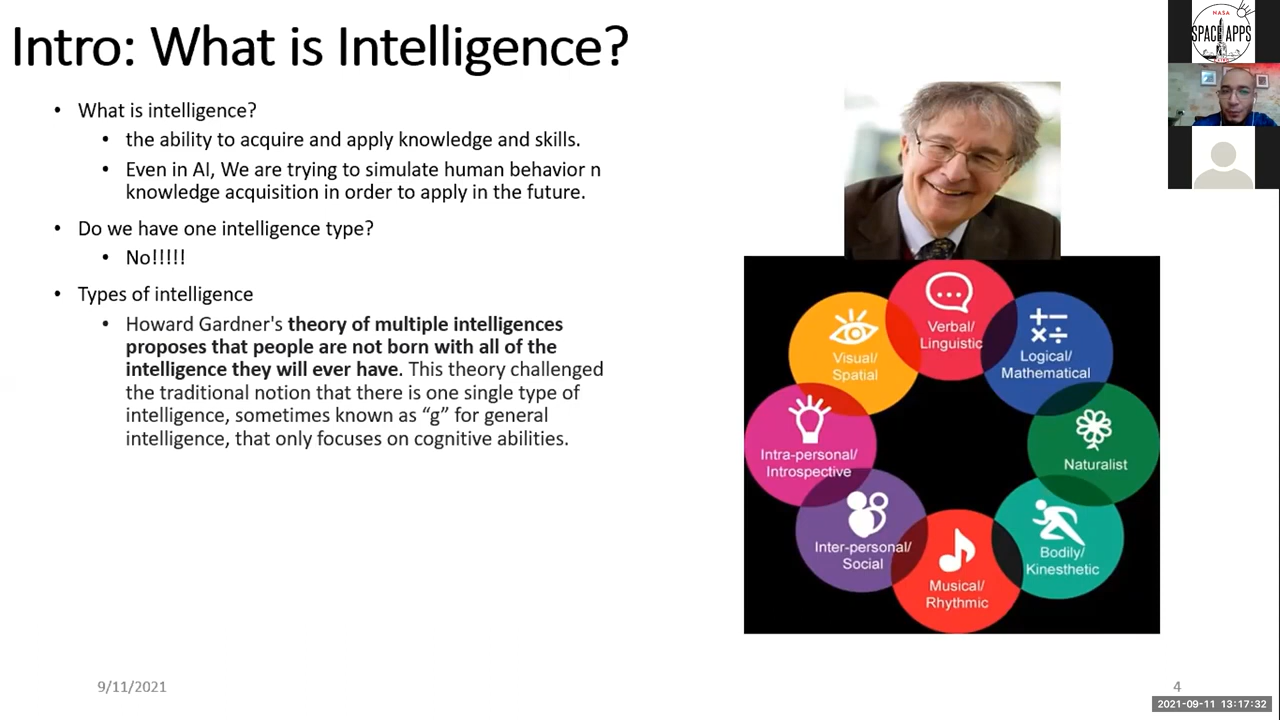 Intro: What is Intelligence?
• What is intelligence?
• the ability to acquire and apply knowledge and skills.
• Even in AI, We are trying to simulate human behavior n
knowledge acquisition in order to apply in the future.
• Do we have one intelligence type?
• No!!!!!
• Types of intelligence
• Howard Gardner's theory of multiple intelligences
proposes that people are not born with all of the
intelligence they will ever have. This theory challenged
the traditional notion that there is one single type of
intelligence, sometimes known as “g” for general
intelligence, that only focuses on cognitive abilities.
Verbal/
Linguistic
Logical/
Mathematical
Naturalist
Bodily/
Kinesthetic
Musical/
Rhythmic
Inter-personal/
Social
Intra-personal/
Introspective
Visual/
Spatial
NASA
SPACE APPS
9/11/2021
4
2021-09-11 13:17:32